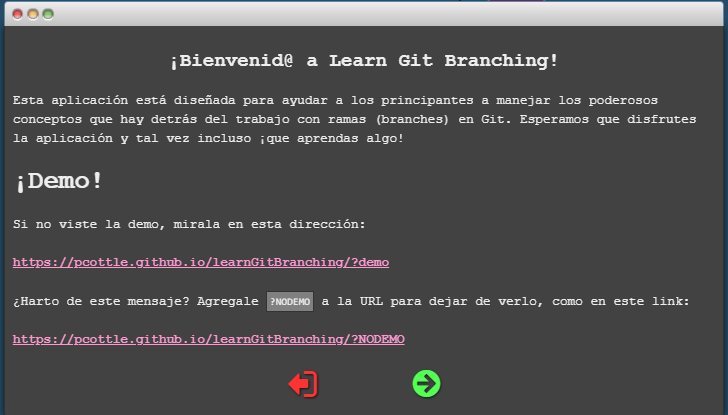 ¡Bienvenid@ a Learn Git Branching!
Esta aplicación está diseñada para ayudar a los principantes a manejar los poderosos
conceptos que hay detrás del trabajo con ramas (branches) en Git. Esperamos que disfrutes
la aplicación y tal vez incluso ¡que aprendas algo!
¡Demo!
Si no viste la demo, mirala en esta dirección:
https://pcottle.github.io/learnGitBranching/?demo
¿Harto de este mensaje? Agregale ?NODEMO a la URL para dejar de verlo, como en este link:
https://pcottle.github.io/learnGitBranching/?NODEMO